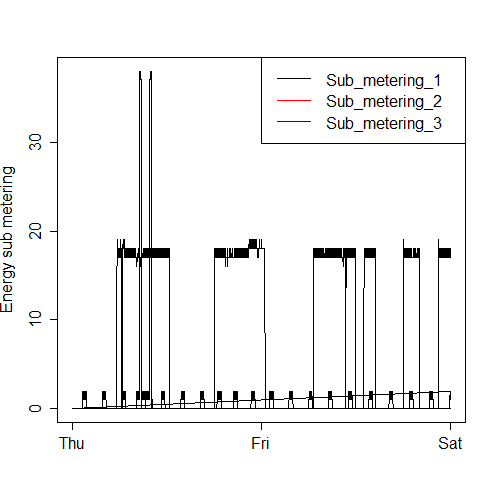 Sub_metering_1
Sub_metering_2
Sub_metering_3
Energy sub metering
30
20
10
0
Thu
Fri
Sat